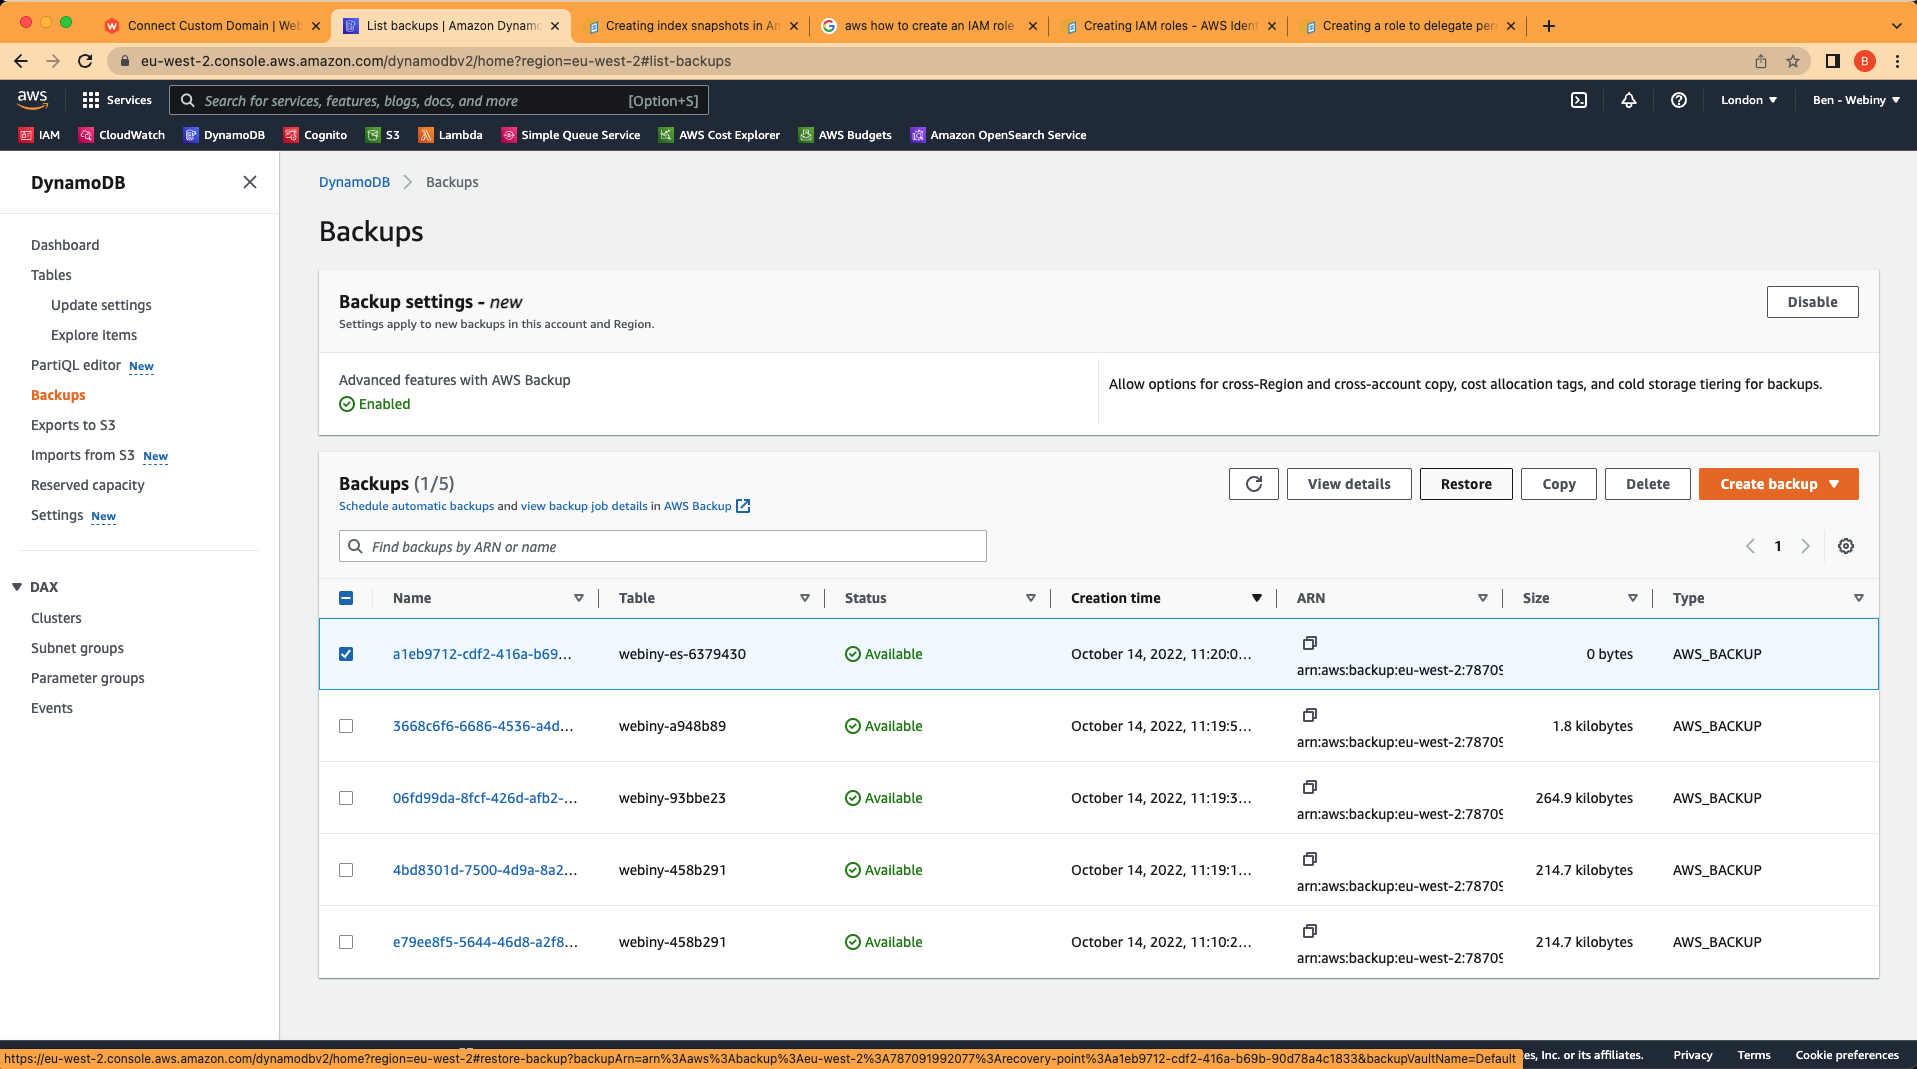 Connect Custom Domain | Web
List backups | Amazon Dynamo
Creating index snapshots in Am
aws how to create an IAM role
Creating IAM roles - AWS Ident
Creating a role to delegate per
eu-west-2.console.aws.amazon.com/dynamodbv2/home?region=eu-west-2#list-backups
B
aws
Services
Search for services, features, blogs, docs, and more
[Option+S]
London
Ben - Webiny
IAM
CloudWatch
DynamoDB
Cognito
S3
Lambda
Simple Queue Service
AWS Cost Explorer
AWS Budgets
Amazon OpenSearch Service
DynamoDB
Dashboard
Tables
Update settings
Explore items
PartiQL editor New
Backups
Exports to S3
Imports from S3 New
Reserved capacity
Settings New
DAX
Clusters
Subnet groups
Parameter groups
Events
DynamoDB
Backups
Backups
Backup settings - new
Settings apply to new backups in this account and Region.
Disable
Advanced features with AWS Backup
Enabled
Allow options for cross-Region and cross-account copy, cost allocation tags, and cold storage tiering for backups.
Backups (1/5)
Schedule automatic backups and view backup job details in AWS Backup
View details
Restore
Copy
Delete
Create backup
Find backups by ARN or name
1
Name Table Status Creation time ARN Size Type
a1eb9712-cdf2-416a-b69... webiny-es-6379430 Available October 14, 2022, 11:20:0... arn:aws:backup:eu-west-2:78709 0 bytes AWS_BACKUP
3668c6f6-6686-4536-a4d... webiny-a948b89 Available October 14, 2022, 11:19:5... arn:aws:backup:eu-west-2:78709 1.8 kilobytes AWS_BACKUP
06fd99da-8fcf-426d-afb2-... webiny-93bbe23 Available October 14, 2022, 11:19:3... arn:aws:backup:eu-west-2:78709 264.9 kilobytes AWS_BACKUP
4bd8301d-7500-4d9a-8a2... webiny-458b291 Available October 14, 2022, 11:19:1... arn:aws:backup:eu-west-2:78709 214.7 kilobytes AWS_BACKUP
e79ee8f5-5644-46d8-a2f8... webiny-458b291 Available October 14, 2022, 11:10:2... arn:aws:backup:eu-west-2:78709 214.7 kilobytes AWS_BACKUP
https://eu-west-2.console.aws.amazon.com/dynamodbv2/home?region=eu-west-2#restore-backup?backupArn=arn%3Aaws%3Abackup%3Aeu-west-2%3A787091992077%3Arecovery-point%3Aa1eb9712-cdf2-416a-b69b-90d78a4c1833&backupVaultName=Default
es, Inc. or its affiliates.
Privacy
Terms
Cookie preferences